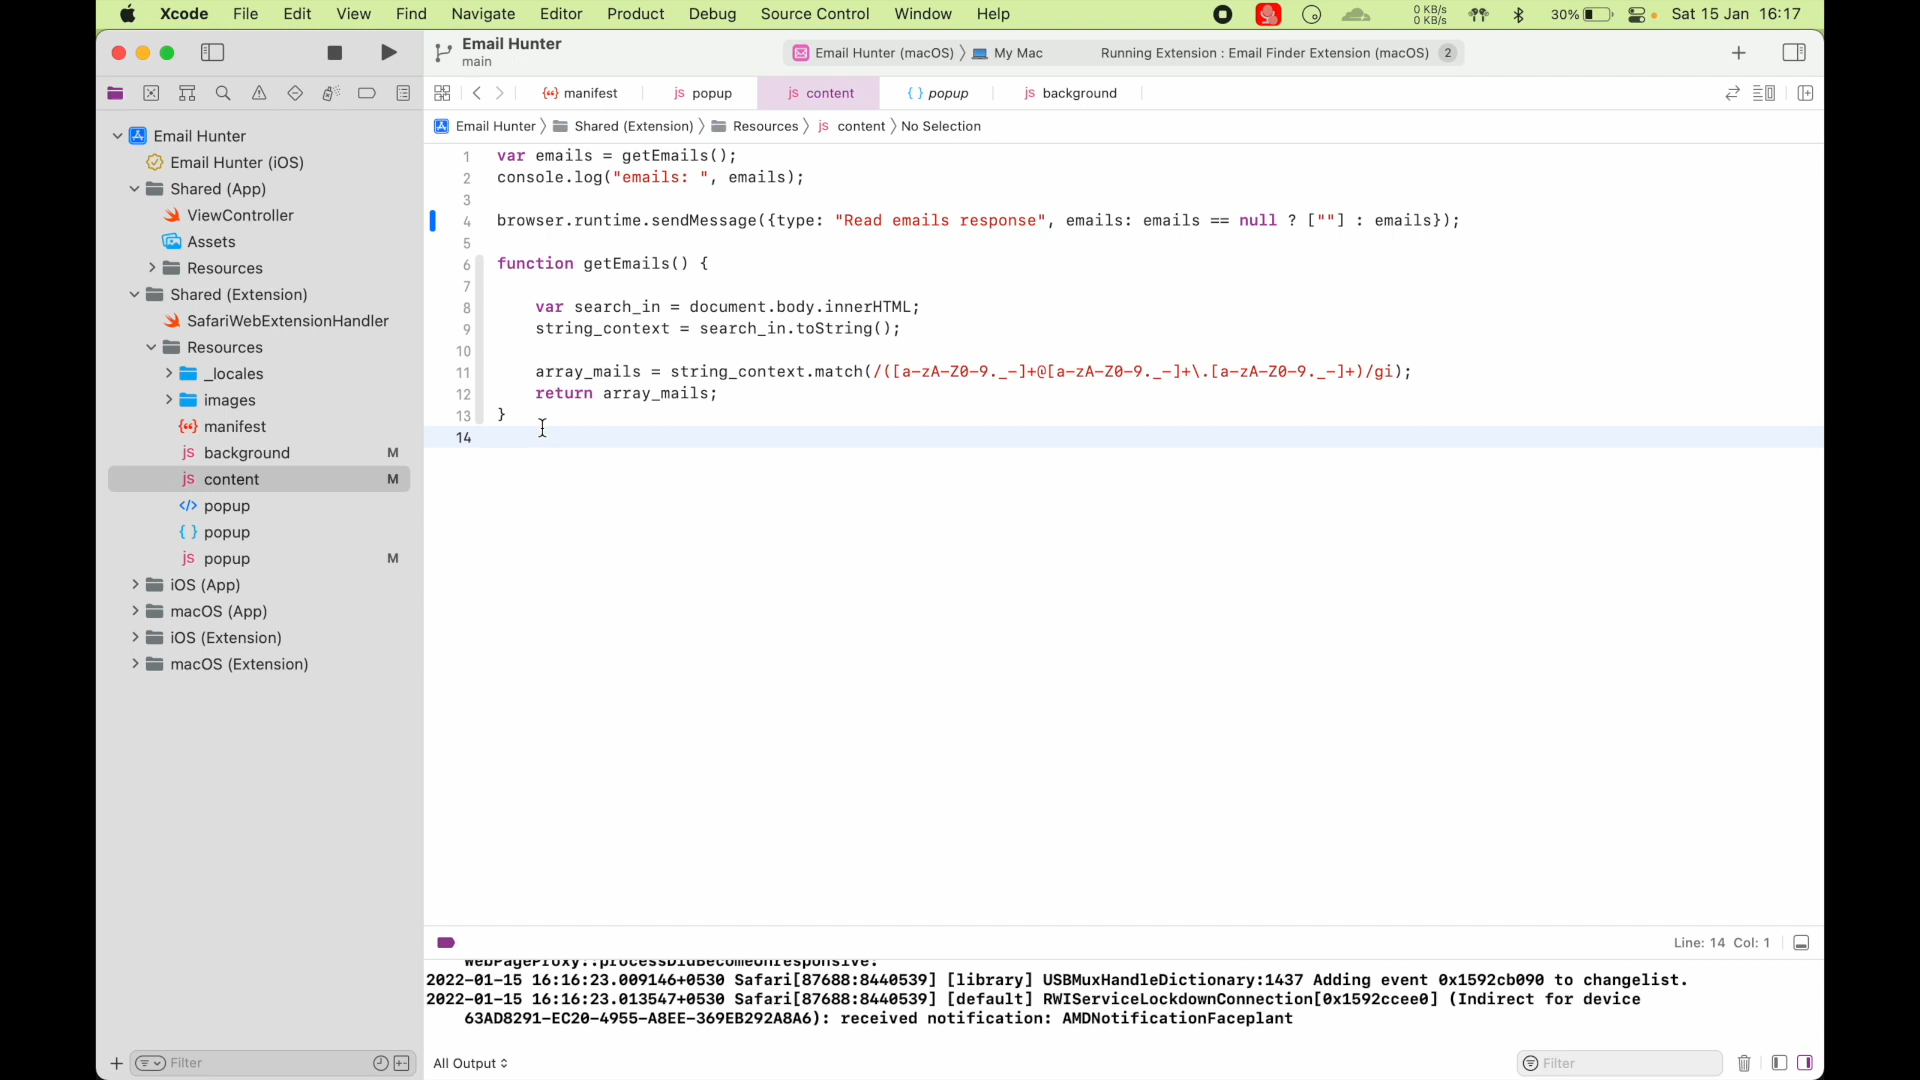 Xcode File Edit View Find Navigate Editor Product Debug Source Control Window Help 0 KB/s 0 KB/s 30% Sat 15 Jan 16:17
Email Hunter
main
Email Hunter (macOS) 〉 My Mac Running Extension : Email Finder Extension (macOS) 2
manifest js popup js content { } popup js background
Email Hunter 〉 Shared (Extension) 〉 Resources 〉 js content 〉 No Selection
Email Hunter
Email Hunter (iOS)
Shared (App)
ViewController
Assets
Resources
Shared (Extension)
SafariWebExtensionHandler
Resources
_locales
images
manifest
js background M
js content M
</> popup
{ } popup
js popup M
iOS (App)
macOS (App)
iOS (Extension)
macOS (Extension)
Filter
1 var emails = getEmails();
2 console.log("emails: ", emails);
3
4 browser.runtime.sendMessage({type: "Read emails response", emails: emails == null ? [""] : emails});
5
6 function getEmails() {
7
8 var search_in = document.body.innerHTML;
9 string_context = search_in.toString();
10
11 array_mails = string_context.match(/([a-zA-Z0-9._-]+@[a-zA-Z0-9._-]+\.[a-zA-Z0-9._-]+)/gi);
12 return array_mails;
13 }
14
Line: 14 Col: 1
WebPageProxy::processDidBecomeUnresponsive:
2022-01-15 16:16:23.009146+0530 Safari[87688:8440539] [library] USBMuxHandleDictionary:1437 Adding event 0x1592cb090 to changelist.
2022-01-15 16:16:23.013547+0530 Safari[87688:8440539] [default] RWIServiceLockdownConnection[0x1592ccee0] (Indirect for device
63AD8291-EC20-4955-A8EE-369EB292A8A6): received notification: AMDNotificationFaceplant
All Output
Filter